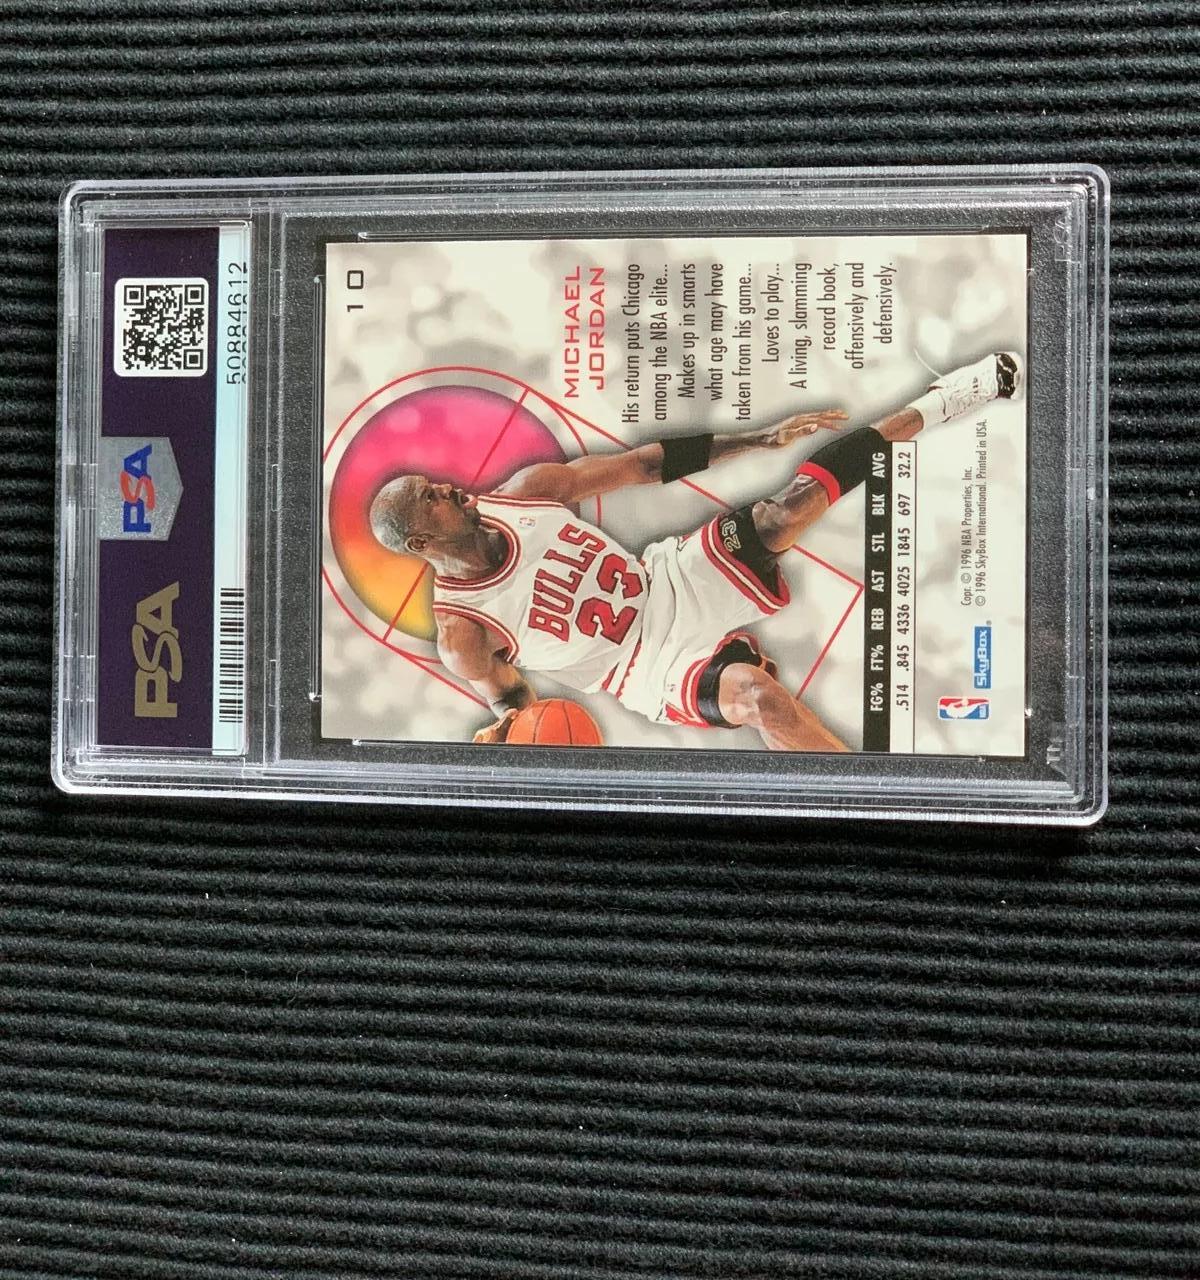 PSA
PSA
50884612
10
MICHAEL
JORDAN
His return puts Chicago
among the NBA elite...
Makes up in smarts
what age may have
taken from his game...
Loves to play...
A living, slamming
record book,
offensively and
defensively.
BULLS
23
23
FG% FT% REB AST STL BLK AVG
.514 .845 4336 4025 1845 697 32.2
SkyBox®
Copr. © 1996 NBA Properties, Inc.
© 1996 SkyBox International. Printed in USA.